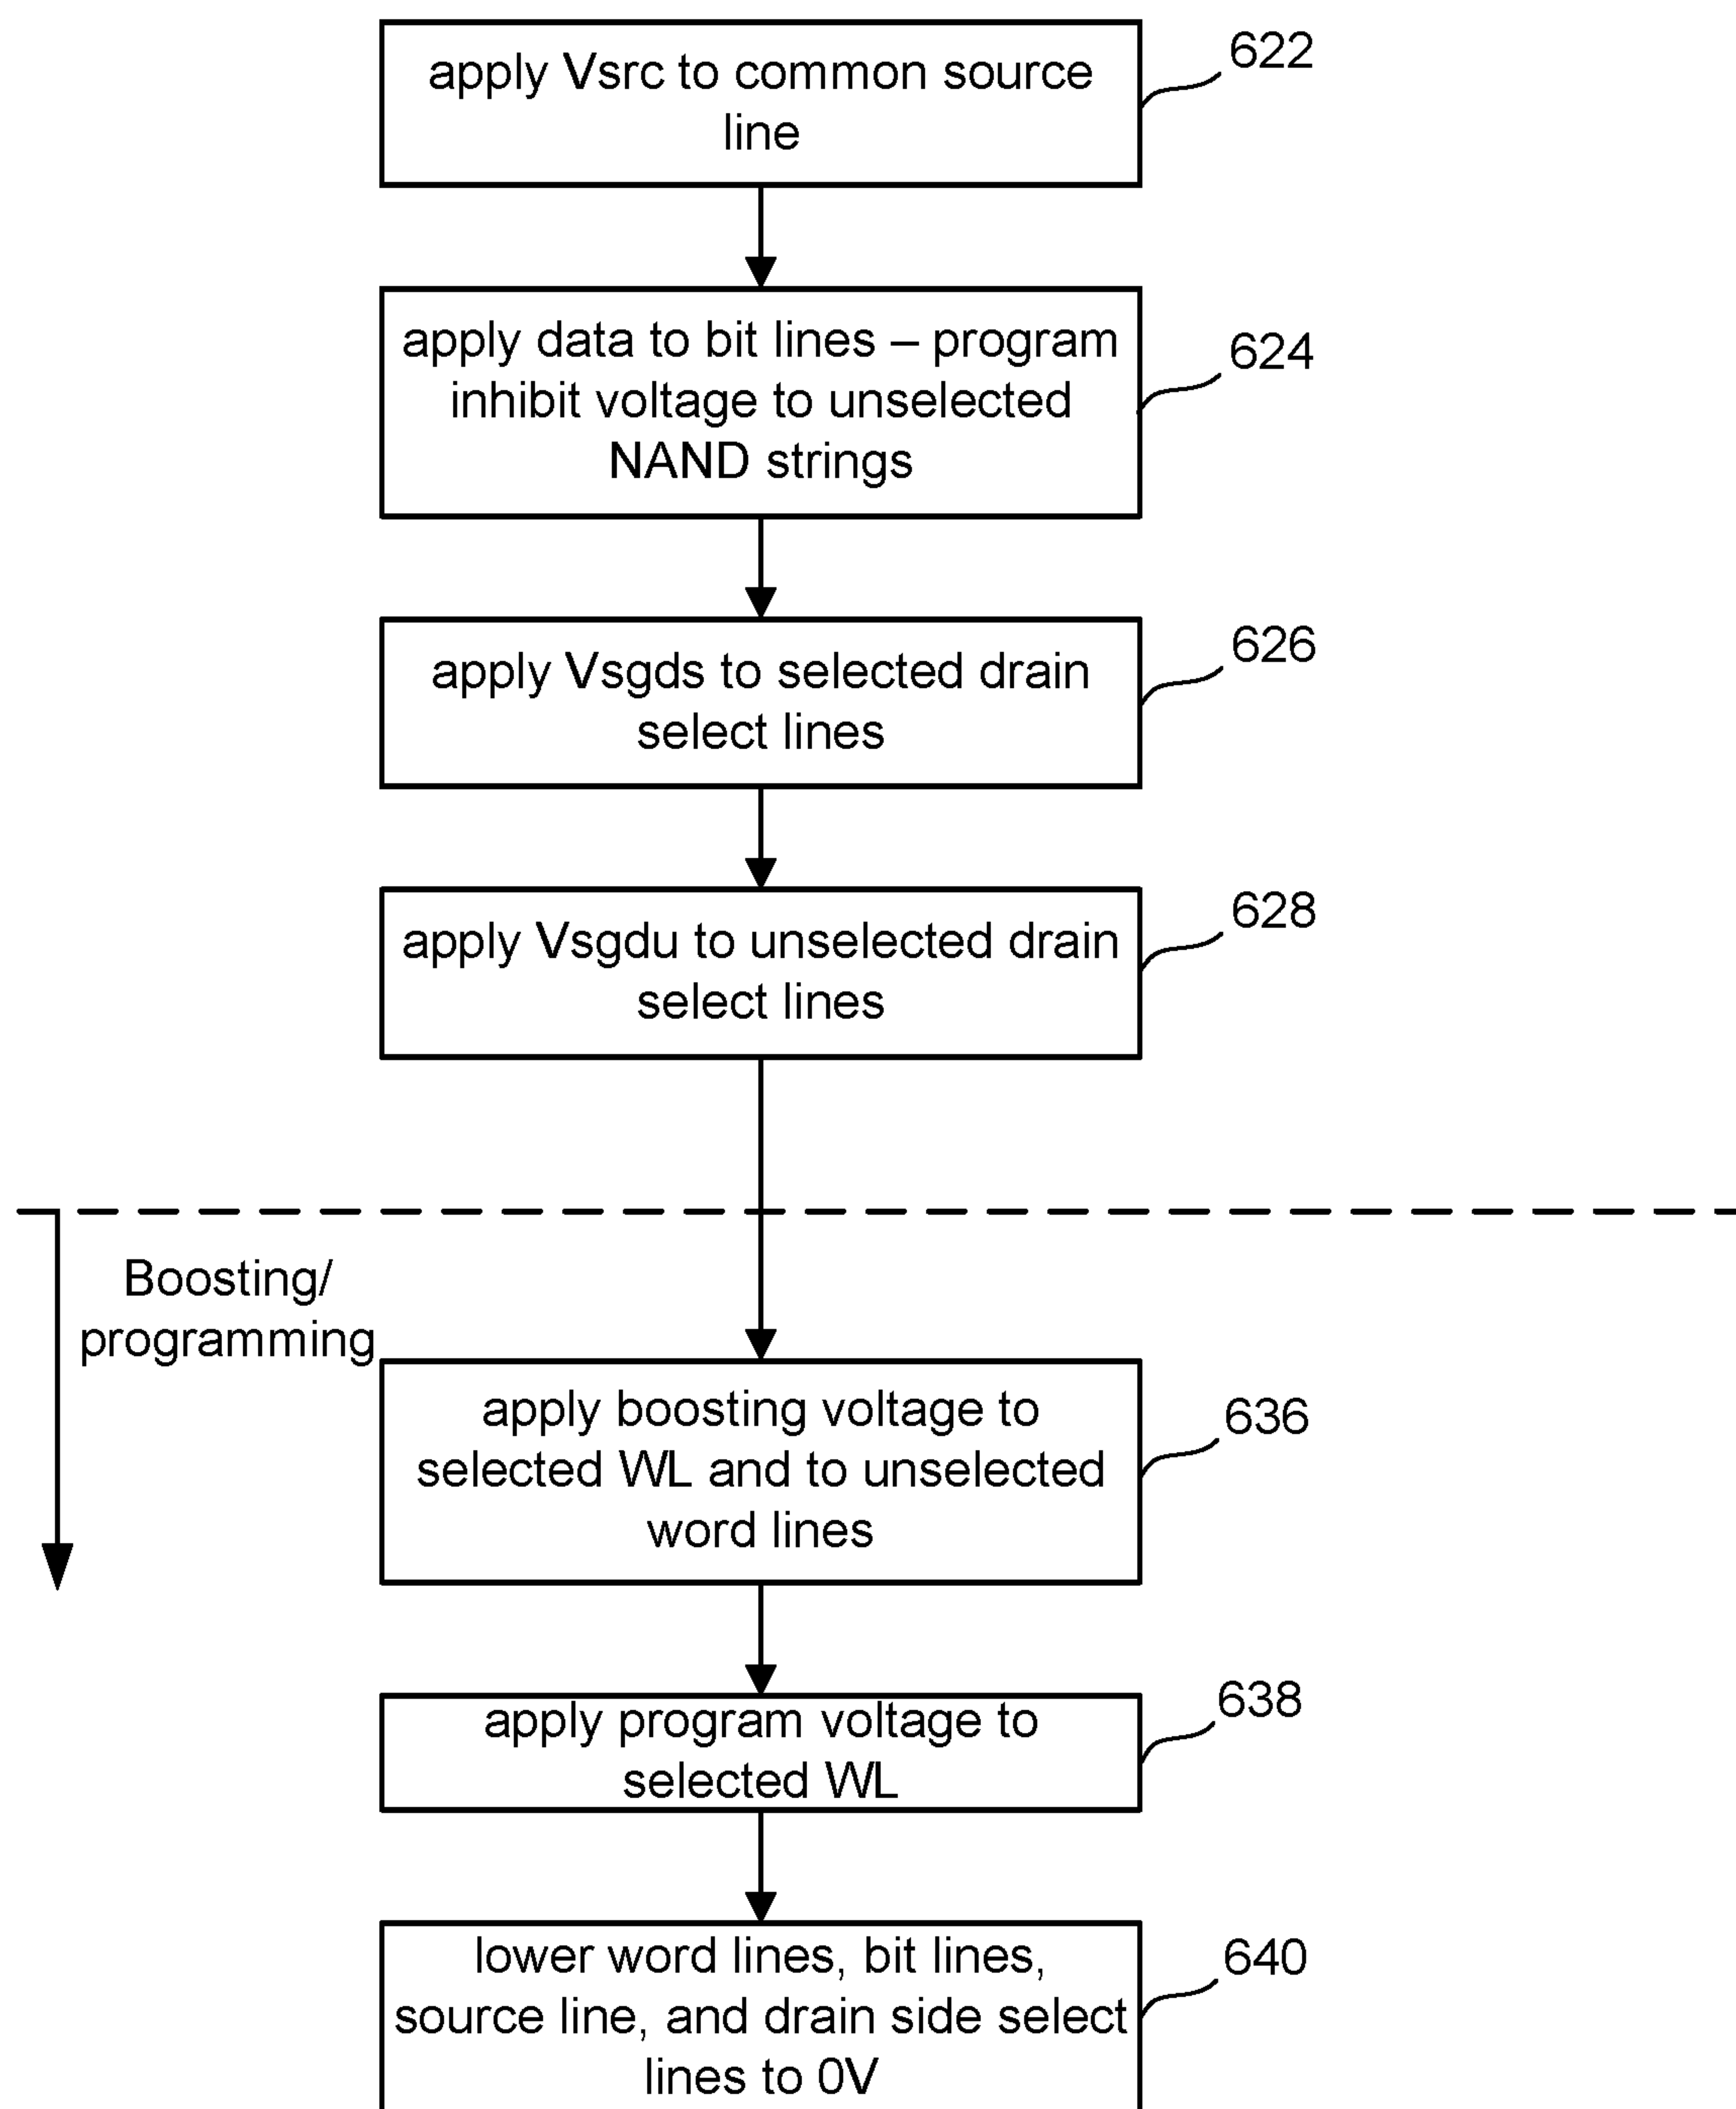 apply Vsrc to common source
line
622
apply data to bit lines – program
inhibit voltage to unselected
NAND strings
624
apply Vsgds to selected drain
select lines
626
apply Vsgdu to unselected drain
select lines
628
Boosting/
programming
apply boosting voltage to
selected WL and to unselected
word lines
636
apply program voltage to
selected WL
638
lower word lines, bit lines,
source line, and drain side select
lines to 0V
640